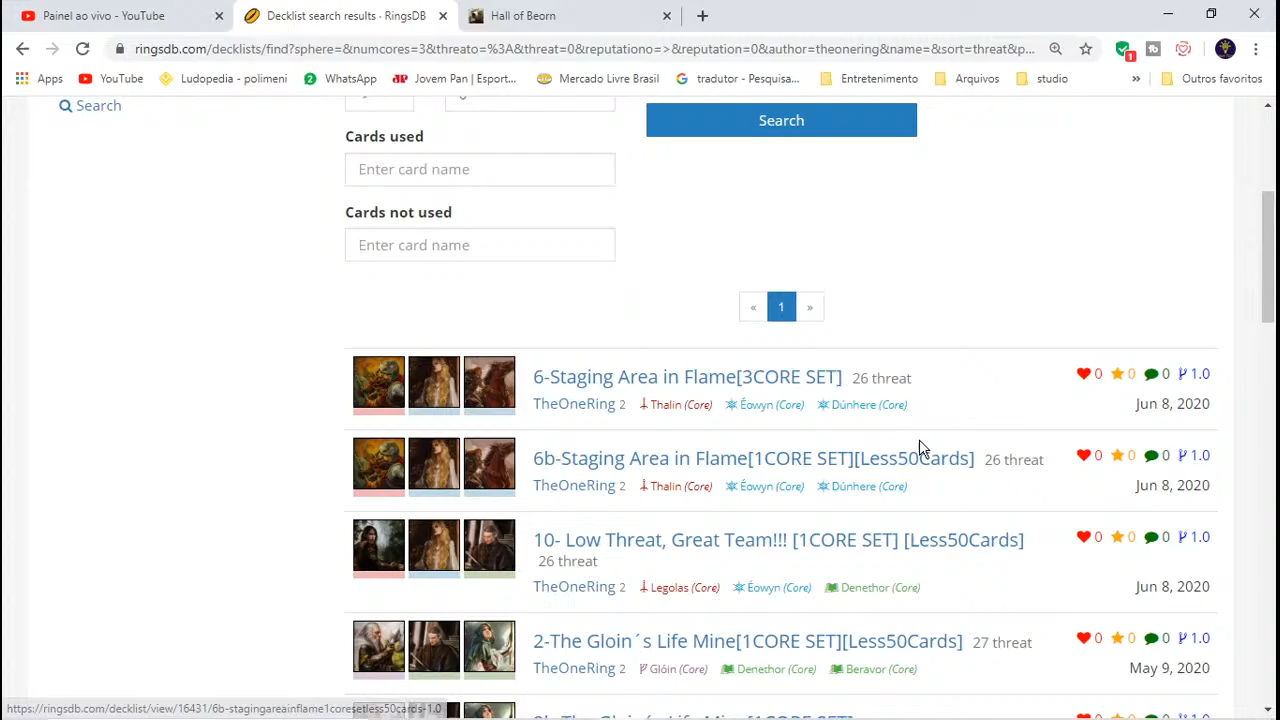 Painel ao vivo - YouTube
Decklist search results · RingsDB
Hall of Beorn
ringsdb.com/decklists/find?sphere=&numcores=3&threato=%3A&threat=0&reputationo=>&reputation=0&author=theonering&name=&sort=threat&p...
Apps
YouTube
Ludopedia - polimeni
2
WhatsApp
Jovem Pan | Esport...
Mercado Livre Brasil
tradutor - Pesquisa...
Entretenimento
Arquivos
studio
»
Outros favoritos
Search
Search
Cards used
Enter card name
Cards not used
Enter card name
« 1 »
6-Staging Area in Flame[3CORE SET] 26 threat
0 0 0 1.0
TheOneRing 2 Thalin (Core) Éowyn (Core) Dúnhere (Core)
Jun 8, 2020
6b-Staging Area in Flame[1CORE SET][Less50Cards] 26 threat
0 0 0 1.0
TheOneRing 2 Thalin (Core) Éowyn (Core) Dúnhere (Core)
Jun 8, 2020
10- Low Threat, Great Team!!! [1CORE SET] [Less50Cards]
26 threat
0 0 0 1.0
TheOneRing 2 Legolas (Core) Éowyn (Core) Denethor (Core)
Jun 8, 2020
2-The Gloin´s Life Mine[1CORE SET][Less50Cards] 27 threat
0 0 0 1.0
TheOneRing 2 Glóin (Core) Denethor (Core) Beravor (Core)
May 9, 2020
https://ringsdb.com/decklist/view/16431/6b-stagingareainflame1coresetless50cards-1.0